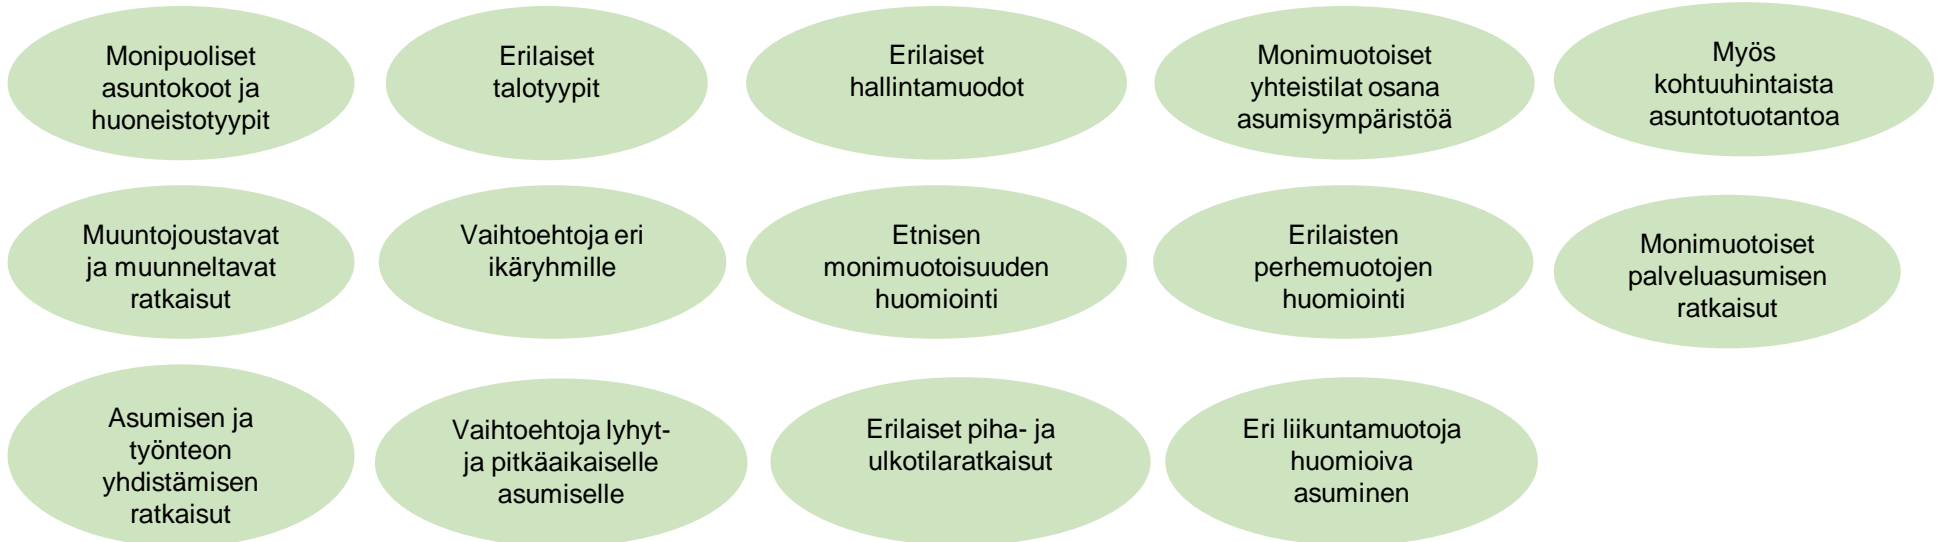 Monipuoliset
asuntokoot ja
huoneistotyypit
Erilaiset
talotyypit
Erilaiset
hallintamuodot
Monimuotoiset
yhteistilat osana
asumisympäristöä
Myös
kohtuuhintaista
asuntotuotantoa
Muuntojoustavat
ja muunneltavat
ratkaisut
Vaihtoehtoja eri
ikäryhmille
Etnisen
monimuotoisuuden
huomiointi
Erilaisten
perhemuotojen
huomiointi
Monimuotoiset
palveluasumisen
ratkaisut
Asumisen ja
työnteon
yhdistämisen
ratkaisut
Vaihtoehtoja lyhyt-
ja pitkäaikaiselle
asumiselle
Erilaiset piha- ja
ulkotilaratkaisut
Eri liikuntamuotoja
huomioiva
asuminen